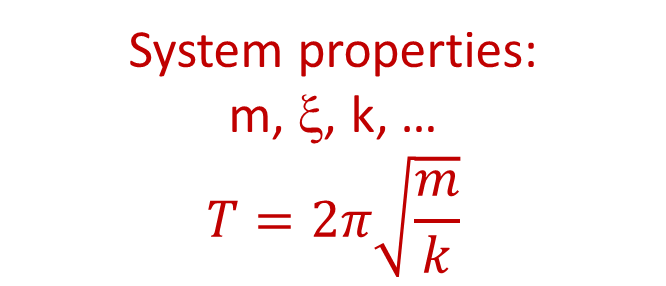 System properties:
m, ξ, k, …
T = 2π√(m/k)